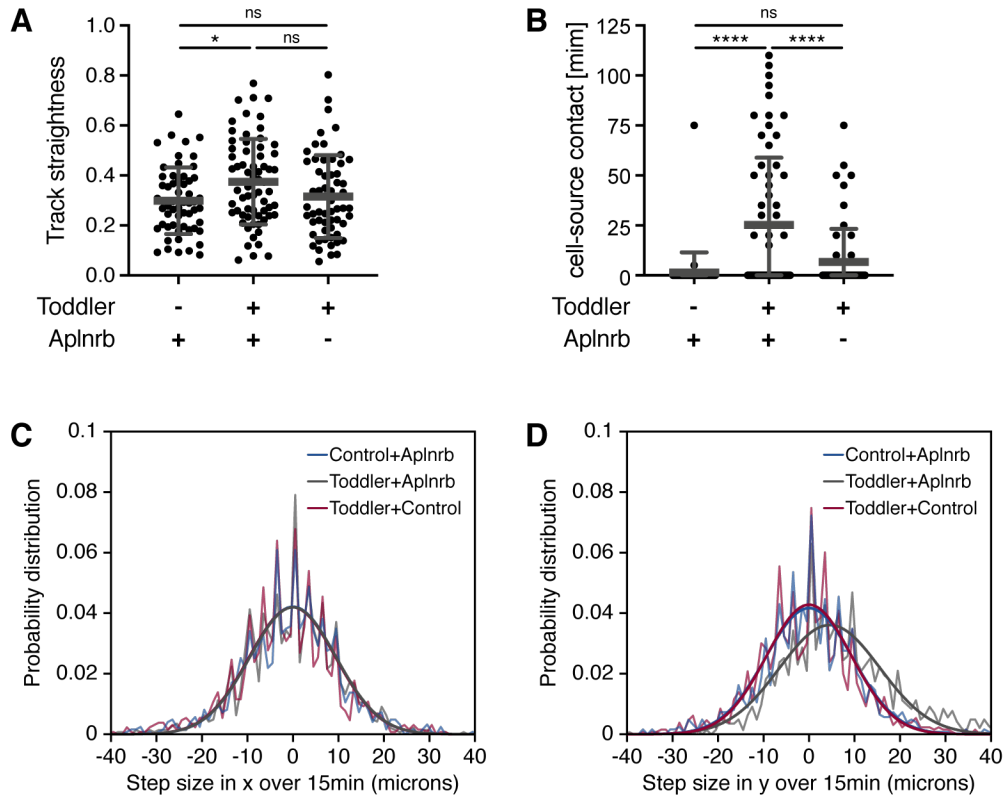 A
ns
* ns
Track straightness
1.0
0.8
0.6
0.4
0.2
0.0
Toddler - + +
Aplnrb + + -
B
ns
**** ****
cell-source contact [mim]
125
100
75
50
25
0
Toddler - + +
Aplnrb + + -
C
Probability distribution
0.1
0.08
0.06
0.04
0.02
0
Control+Aplnrb
Toddler+Aplnrb
Toddler+Control
-40 -30 -20 -10 0 10 20 30 40
Step size in x over 15min (microns)
D
Probability distribution
0.1
0.08
0.06
0.04
0.02
0
Control+Aplnrb
Toddler+Aplnrb
Toddler+Control
-40 -30 -20 -10 0 10 20 30 40
Step size in y over 15min (microns)